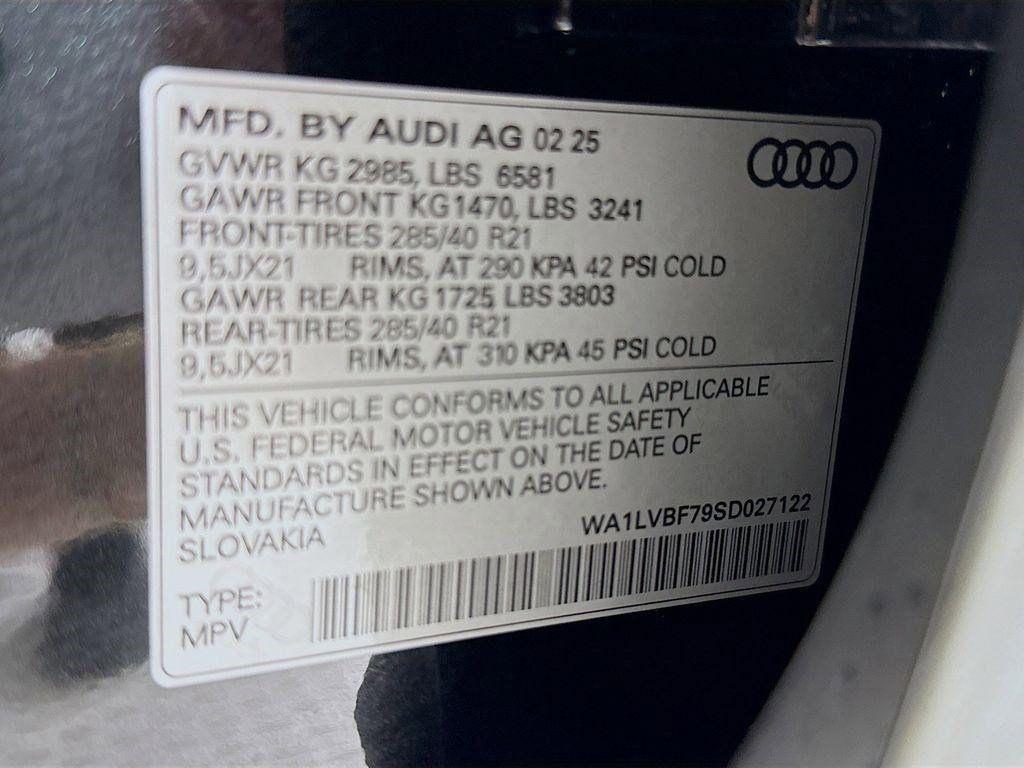 MFD. BY AUDI AG 02 25
GVWR KG 2985, LBS 6581
GAWR FRONT KG1470, LBS 3241
FRONT-TIRES 285/40 R21
9,5JX21 RIMS, AT 290 KPA 42 PSI COLD
GAWR REAR KG 1725 LBS 3803
REAR-TIRES 285/40 R21
9,5JX21 RIMS, AT 310 KPA 45 PSI COLD
THIS VEHICLE CONFORMS TO ALL APPLICABLE
U.S. FEDERAL MOTOR VEHICLE SAFETY
STANDARDS IN EFFECT ON THE DATE OF
MANUFACTURE SHOWN ABOVE.
SLOVAKIA WA1LVBF79SD027122
TYPE:
MPV